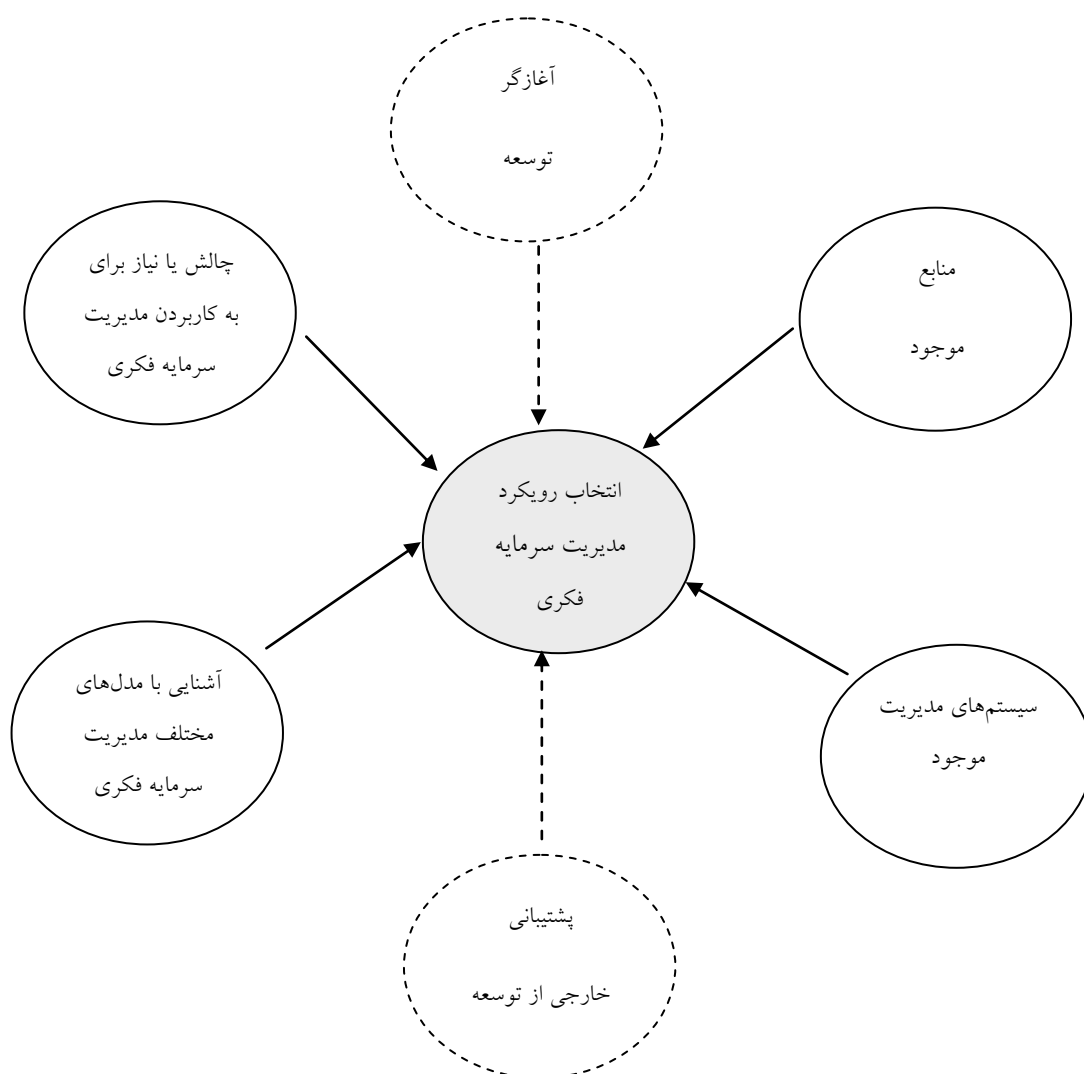 آغازگر
توسعه
منابع
موجود
چالش یا نیاز برای
به کاربردن مدیریت
سرمایه فکری
انتخاب رویکرد
مدیریت سرمایه
فکری
سیستم‌های مدیریت
موجود
آشنایی با مدل‌های
مختلف مدیریت
سرمایه فکری
پشتیبانی
خارجی از توسعه